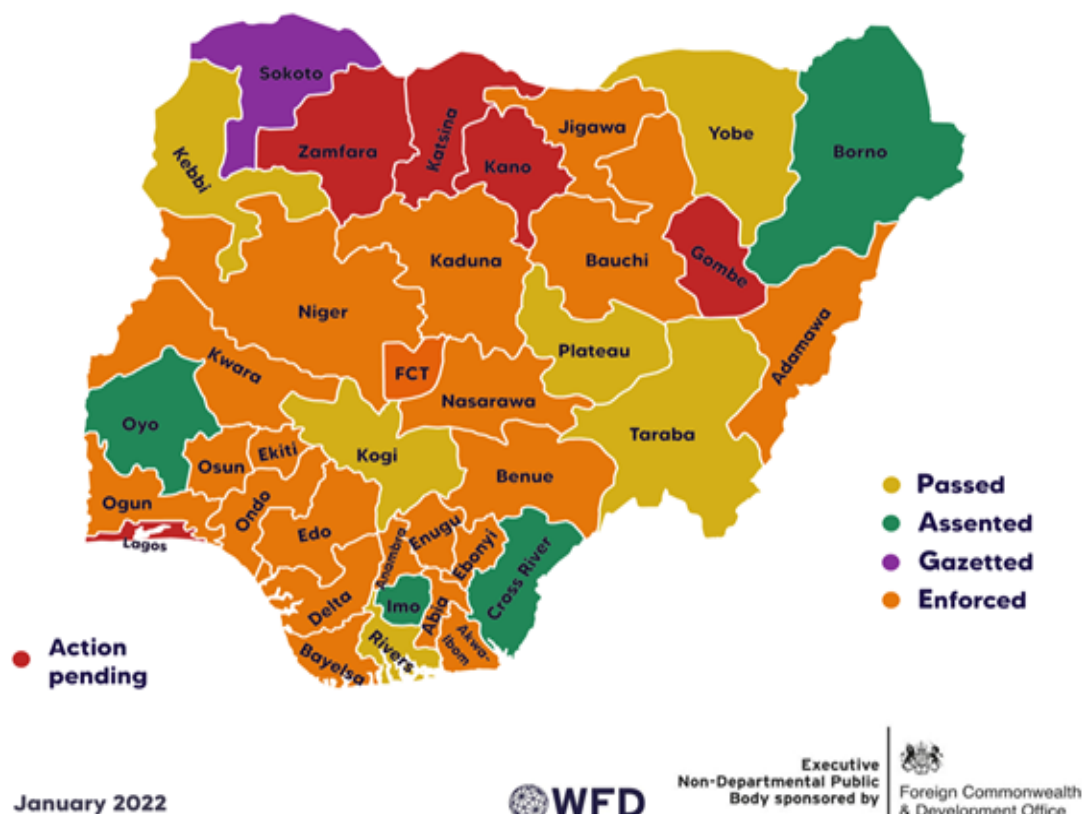 Sokoto
Kebbi
Zamfara
Katsina
Kano
Jigawa
Yobe
Borno
Kaduna
Bauchi
Gombe
Niger
Adamawa
Plateau
FCT
Kwara
Nasarawa
Oyo
Taraba
Kogi
Osun
Ekiti
Benue
Ogun
Ondo
Edo
Enugu
Anambra
Ebonyi
Lagos
Cross River
Imo
Abia
Delta
Akwa-
Ibom
Rivers
Bayelsa
Passed
Assented
Gazetted
Enforced
Action
pending
January 2022
WFD
Executive
Non-Departmental Public
Body sponsored by
Foreign Commonwealth
& Development Office